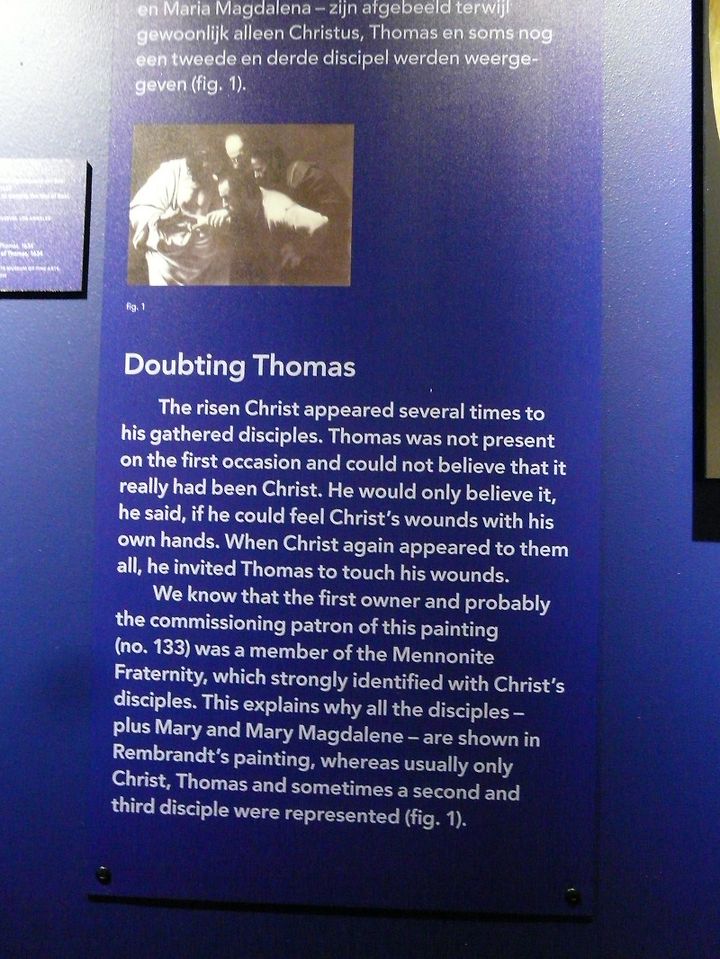 en Maria Magdalena – zijn afgebeeld terwijl
gewoonlijk alleen Christus, Thomas en soms nog
een tweede en derde discipel werden weerge-
geven (fig. 1).
Thomas, 1634
of Thomas, 1634
fig. 1
Doubting Thomas
The risen Christ appeared several times to
his gathered disciples. Thomas was not present
on the first occasion and could not believe that it
really had been Christ. He would only believe it,
he said, if he could feel Christ's wounds with his
own hands. When Christ again appeared to them
all, he invited Thomas to touch his wounds.
We know that the first owner and probably
the commissioning patron of this painting
(no. 133) was a member of the Mennonite
Fraternity, which strongly identified with Christ's
disciples. This explains why all the disciples –
plus Mary and Mary Magdalene – are shown in
Rembrandt's painting, whereas usually only
Christ, Thomas and sometimes a second and
third disciple were represented (fig. 1).